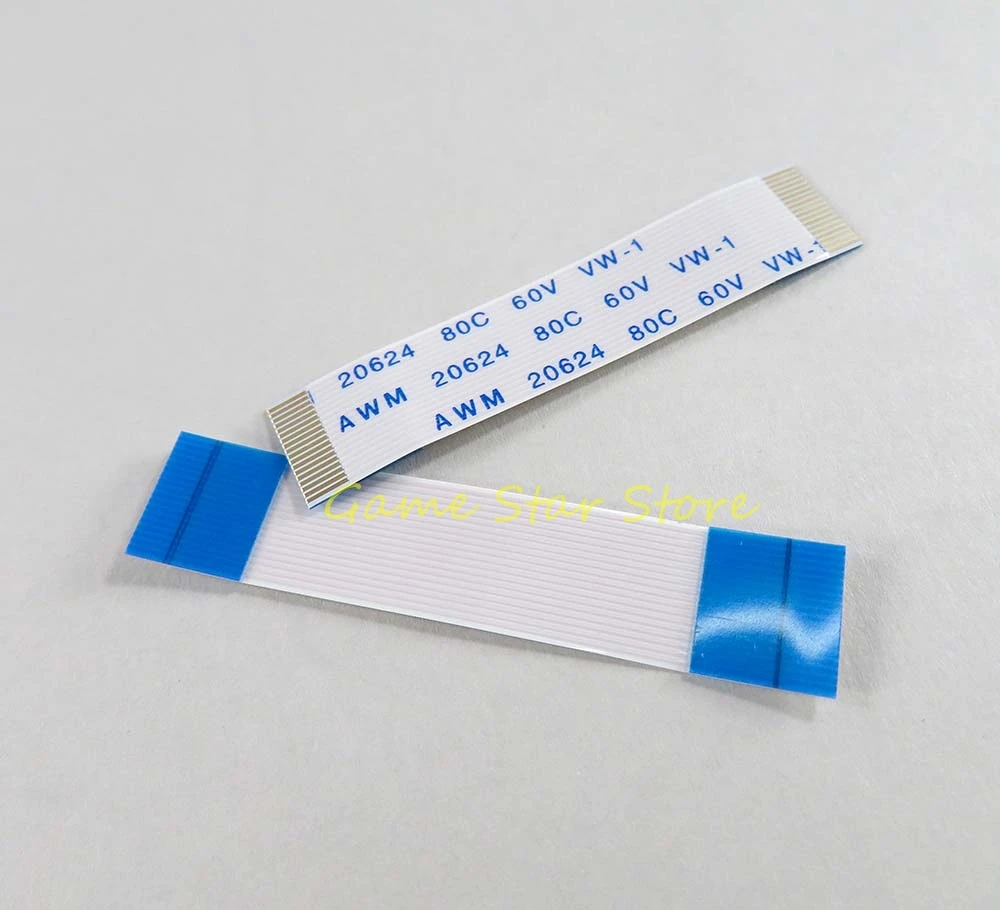 20624 80C 60V VW-1
AWM 20624 80C 60V VW-1
AWM 20624 80C 60V VW-1
Game Star Store